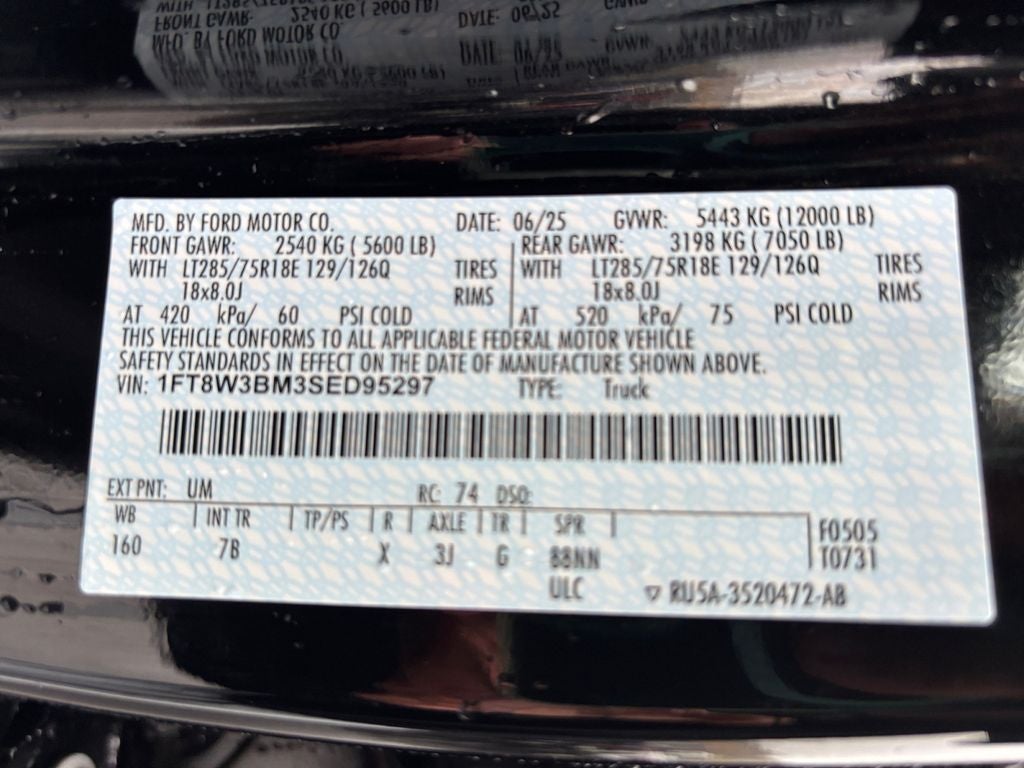 MFD. BY FORD MOTOR CO. DATE: 06/25 GVWR: 5443 KG (12000 LB)
FRONT GAWR: 2540 KG ( 5600 LB) REAR GAWR: 3198 KG ( 7050 LB)
WITH LT285/75R18E 129/126Q TIRES WITH LT285/75R18E 129/126Q TIRES
18x8.0J RIMS 18x8.0J RIMS
AT 420 kPa/ 60 PSI COLD AT 520 kPa/ 75 PSI COLD
THIS VEHICLE CONFORMS TO ALL APPLICABLE FEDERAL MOTOR VEHICLE
SAFETY STANDARDS IN EFFECT ON THE DATE OF MANUFACTURE SHOWN ABOVE.
VIN: 1FT8W3BM3SED95297 TYPE: Truck
EXT PNT: UM RC: 74 DSO:
WB INT TR TP/PS R AXLE TR SPR F0505
160 7B X 3J G 88NN T0731
ULC RU5A-3520472-AB